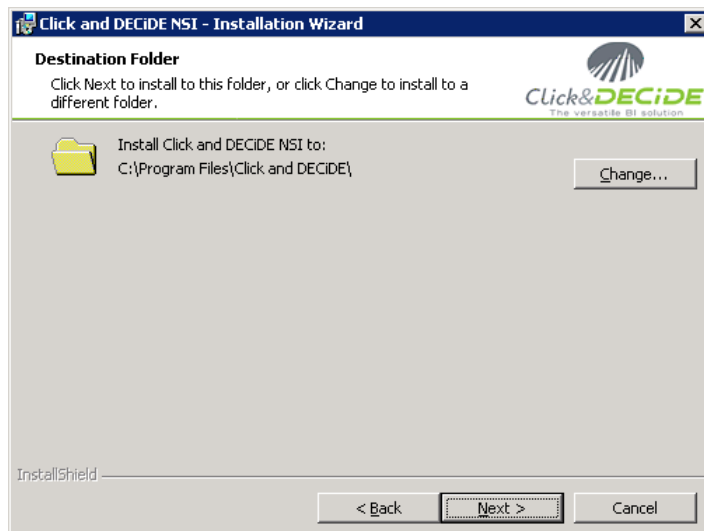 Click and DECiDE NSI - Installation Wizard
Destination Folder
Click Next to install to this folder, or click Change to install to a
different folder.
Click&DECiDE
The versatile BI solution
Install Click and DECiDE NSI to:
C:\Program Files\Click and DECiDE\
Change...
InstallShield
< Back
Next >
Cancel